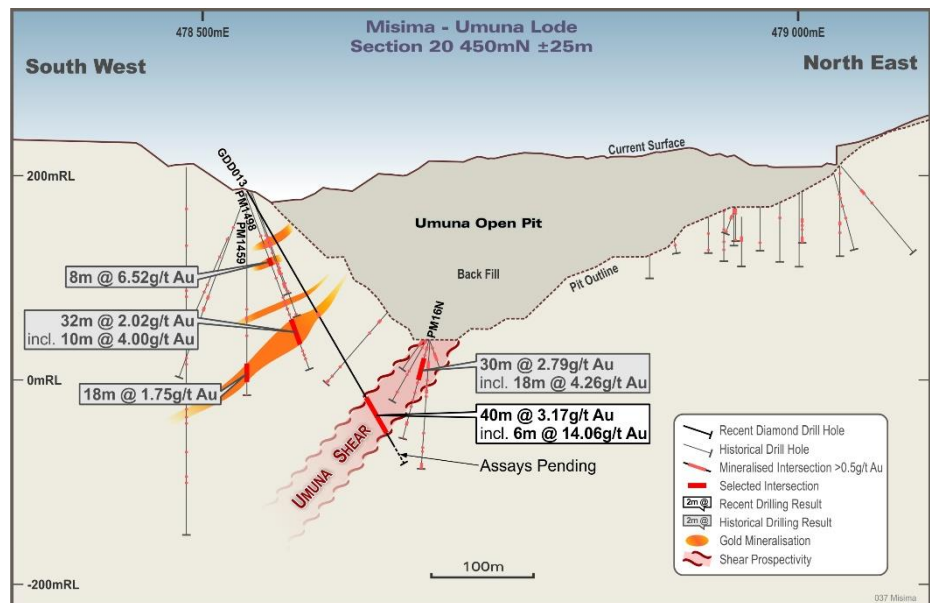 478 500mE
Misima - Umuna Lode
Section 20 450mN ±25m
479 000mE
South West
North East
Current Surface
200mRL
GDD013
PM1498
PM1459
Umuna Open Pit
Back Fill
Pit Outline
8m @ 6.52g/t Au
32m @ 2.02g/t Au
incl. 10m @ 4.00g/t Au
PM16N
0mRL
18m @ 1.75g/t Au
30m @ 2.79g/t Au
incl. 18m @ 4.26g/t Au
40m @ 3.17g/t Au
incl. 6m @ 14.06g/t Au
Assays Pending
UMUNA SHEAR
Recent Diamond Drill Hole
Historical Drill Hole
Mineralised Intersection >0.5g/t Au
Selected Intersection
2m @ Recent Drilling Result
2m @ Historical Drilling Result
Gold Mineralisation
Shear Prospectivity
100m
-200mRL
037 Misima